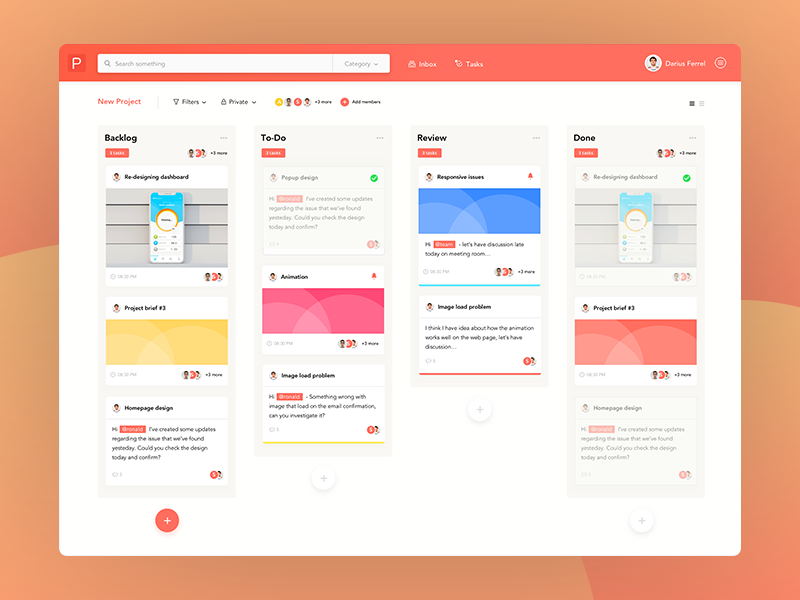 P Search something Category Inbox Tasks Darius Ferrel
New Project Filters Private A S +3 more Add members
Backlog
3 tasks +3 more
Re-designing dashboard
08:30 PM
Project brief #3
08:30 PM +3 more
Homepage design
Hi @ronald I've created some updates
regarding the issue that we've found
yesteday. Could you check the design
today and confirm?
5 S
To-Do
3 tasks
Popup design
Hi @ronald I've created some updates
regarding the issue that we've found
yesteday. Could you check the design
today and confirm?
5 S
Animation
08:30 PM +3 more
Image load problem
Hi @ronald - Something wrong with
image that load on the email confirmation,
can you investigate it?
5 S
Review
3 tasks
Responsive issues
Hi @team - let's have discussion late
today on meeting room...
08:30 PM +3 more
Image load problem
I think I have idea about how the animation
works well on the web page, let's have
discussion...
5 S
Done
3 tasks +3 more
Re-designing dashboard
08:30 PM
Project brief #3
08:30 PM +3 more
Homepage design
Hi @ronald I've created some updates
regarding the issue that we've found
yesteday. Could you check the design
today and confirm?
5 S